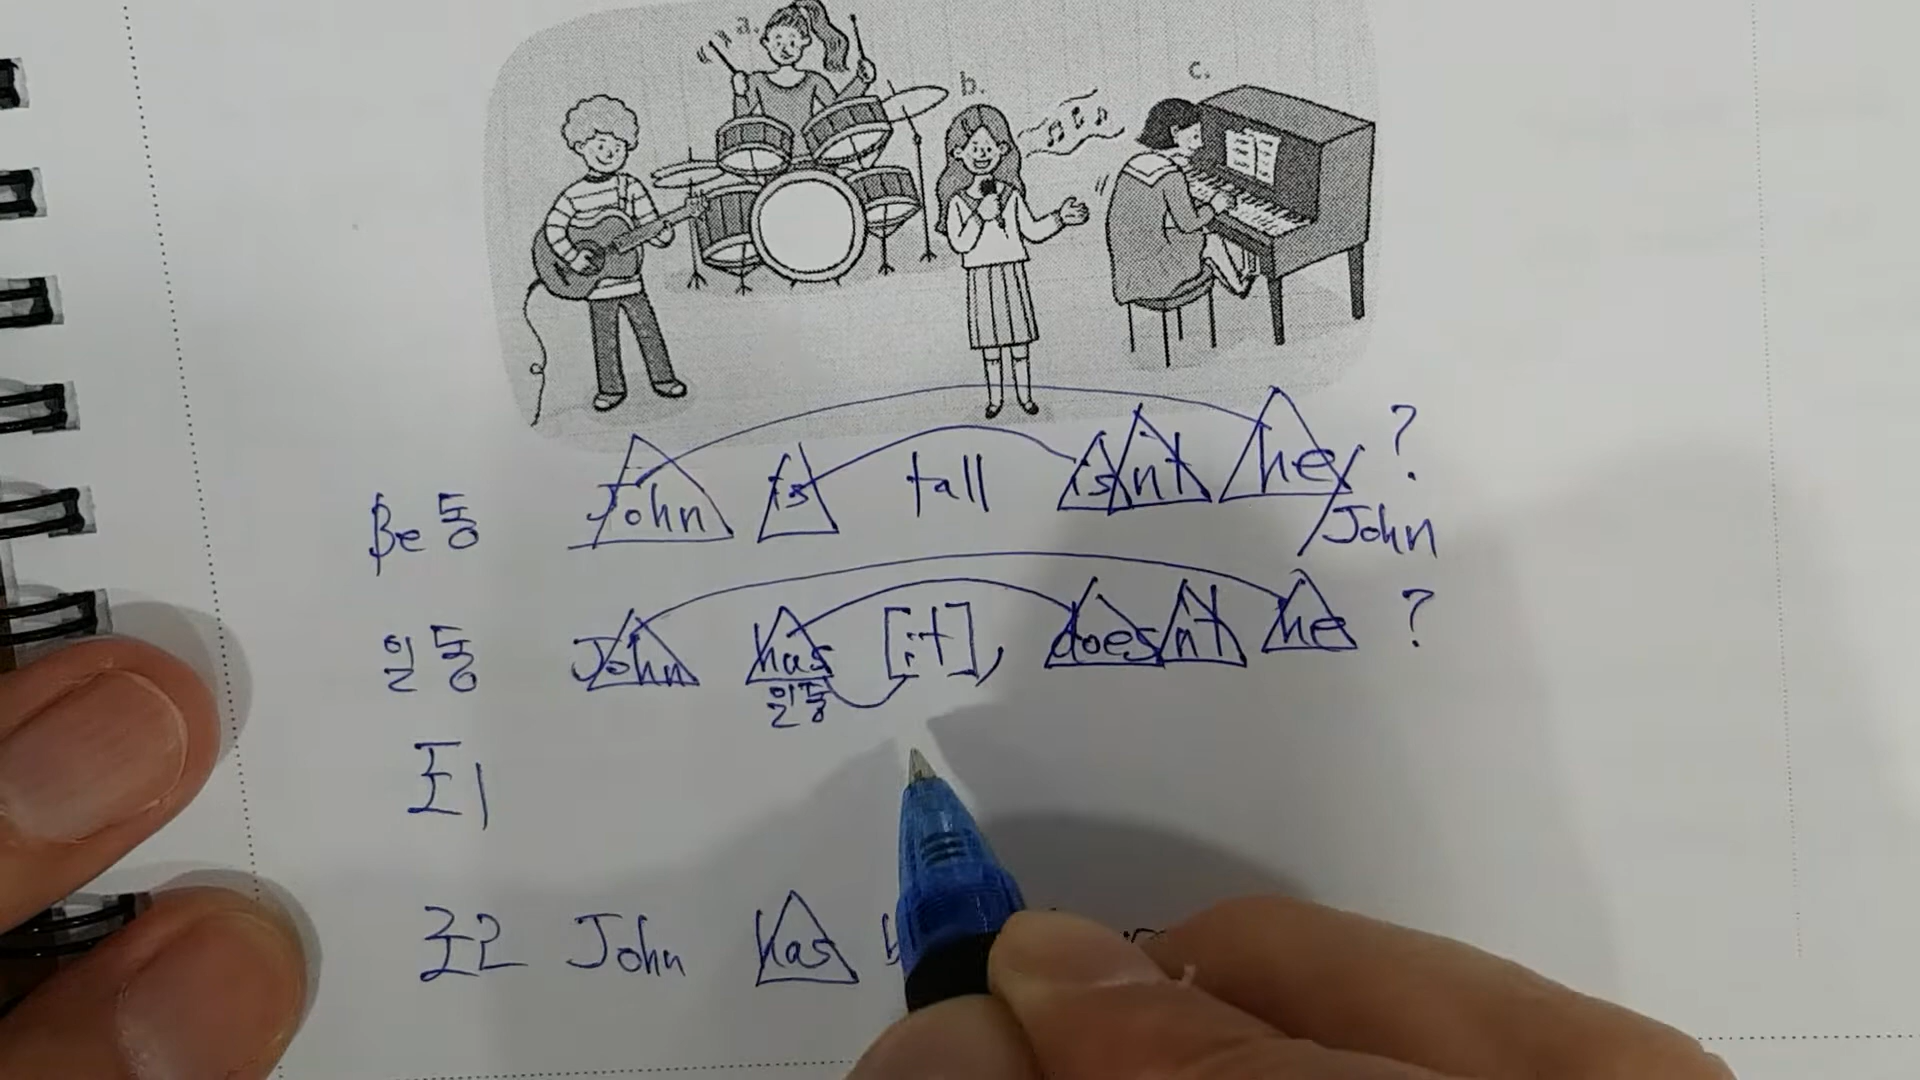 a.
b.
c.
Be동 John is tall isn't he ?
John
일동 John has [it], doesn't he ?
일동
조1
조2 John has